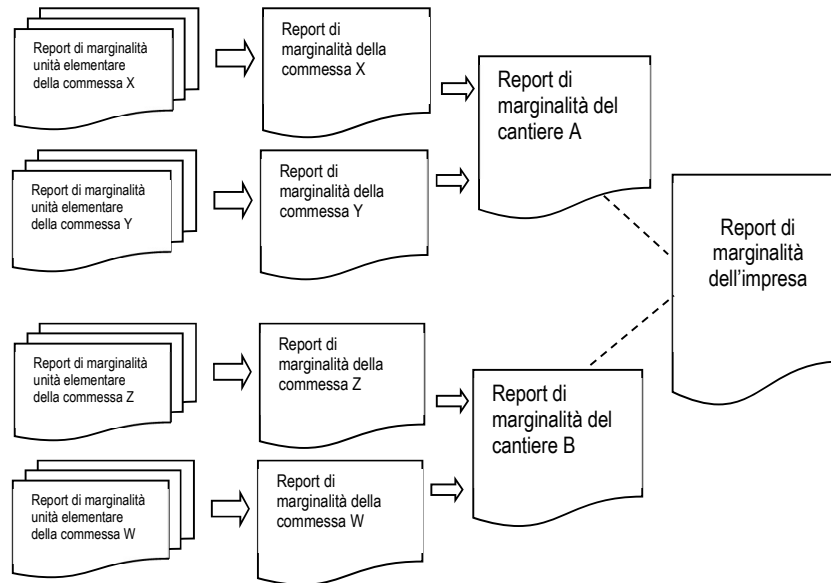 Report di marginalità
unità elementare
della commessa X
Report di
marginalità della
commessa X
Report di
marginalità del
cantiere A
Report di marginalità
unità elementare
della commessa Y
Report di
marginalità della
commessa Y
Report di
marginalità
dell'impresa
Report di marginalità
unità elementare
della commessa Z
Report di
marginalità della
commessa Z
Report di
marginalità del
cantiere B
Report di marginalità
unità elementare
della commessa W
Report di
marginalità della
commessa W